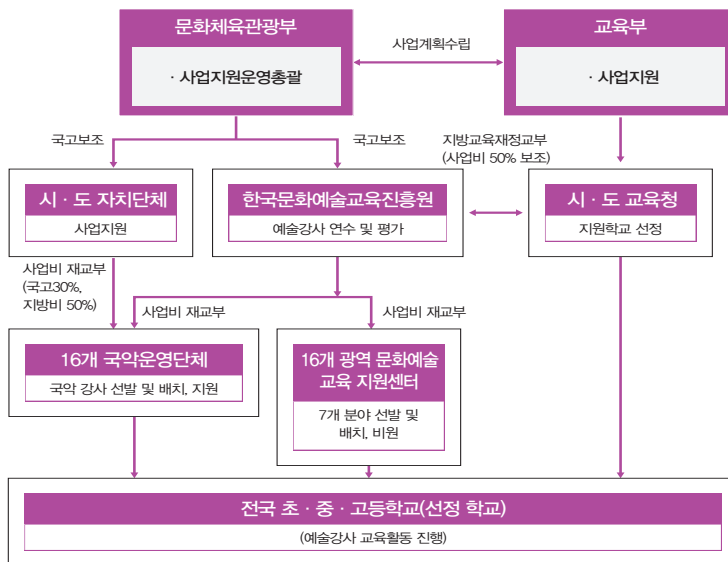 문화체육관광부
· 사업지원운영총괄
사업계획수립
교육부
· 사업지원
국고보조
국고보조
지방교육재정교부
(사업비 50% 보조)
시 · 도 자치단체
사업지원
한국문화예술교육진흥원
예술강사 연수 및 평가
시 · 도 교육청
지원학교 선정
사업비 재교부
(국고30%,
지방비 50%)
사업비 재교부
사업비 재교부
16개 국악운영단체
국악 강사 선발 및 배치, 지원
16개 광역 문화예술
교육 지원센터
7개 분야 선발 및
배치, 비원
전국 초 · 중 · 고등학교(선정 학교)
(예술강사 교육활동 진행)